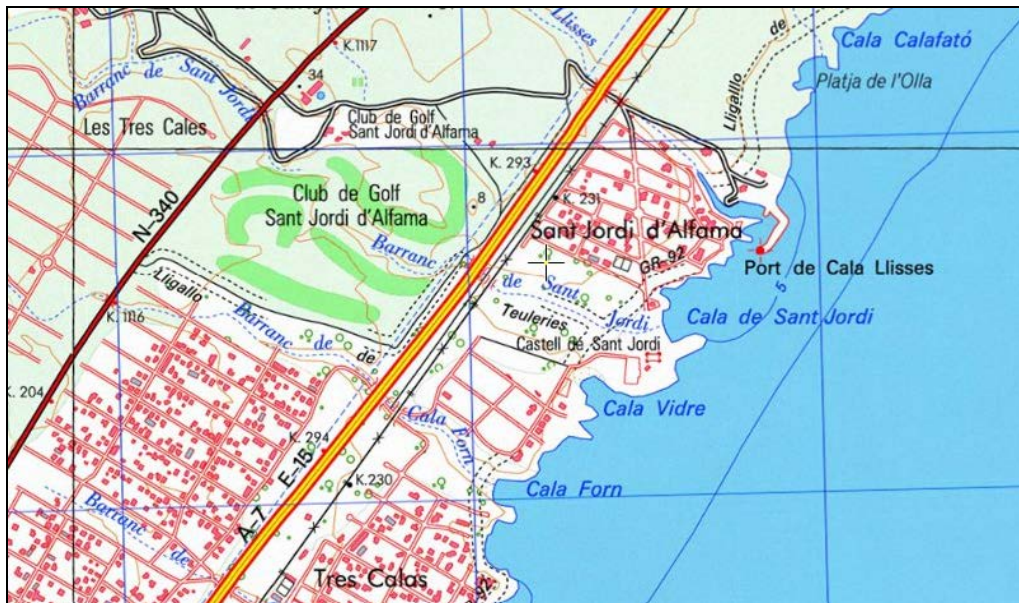 K.1117
Llisses
de
Cala Calafató
Barranc de Sant Jordi
34
Platja de l'Olla
Lligallo
Les Tres Cales
Club de Golf
Sant Jordi d'Alfama
K. 293
Club de Golf
Sant Jordi d'Alfama
8
K. 231
N-340
Sant Jordi d'Alfama
Barranc
GR-92
Port de Cala Llisses
Lligallo
de Sant
5
K. 1116
Barranc de
Teuleries
Jordi
Cala de Sant Jordi
de
Castell de Sant Jordi
K. 204
Cala Forn
Cala Vidre
K. 294
E-15
K.230
Cala Forn
Barranc de
A-7
Tres Calas